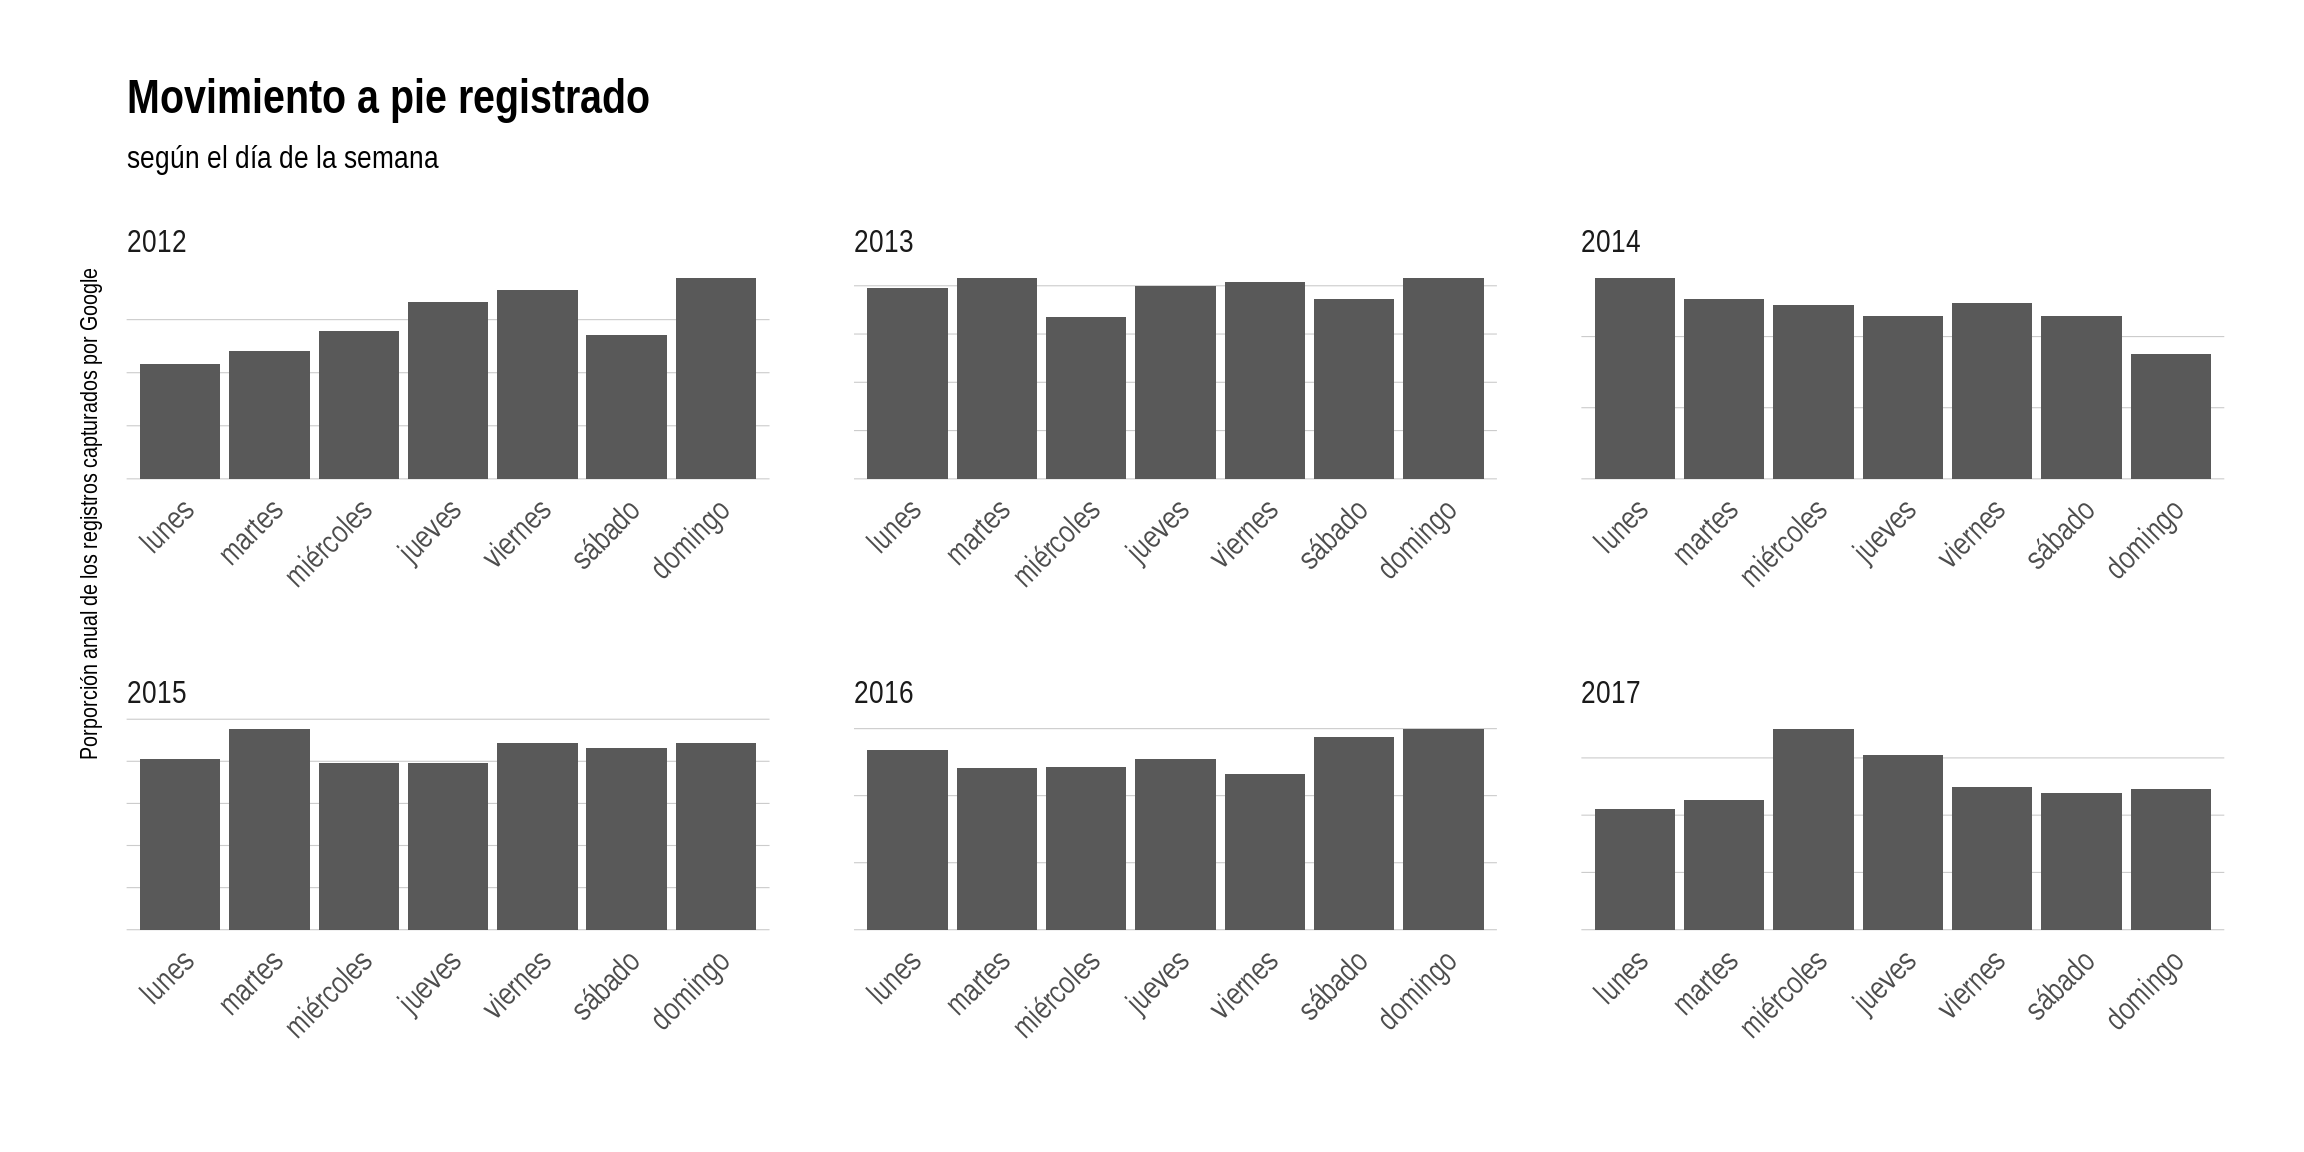 Movimiento a pie registrado
según el día de la semana
Porporción anual de los registros capturados por Google
2012
lunes
martes
miércoles
jueves
viernes
sábado
domingo
2013
lunes
martes
miércoles
jueves
viernes
sábado
domingo
2014
lunes
martes
miércoles
jueves
viernes
sábado
domingo
2015
lunes
martes
miércoles
jueves
viernes
sábado
domingo
2016
lunes
martes
miércoles
jueves
viernes
sábado
domingo
2017
lunes
martes
miércoles
jueves
viernes
sábado
domingo